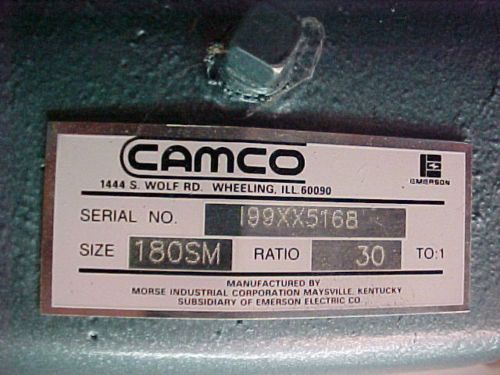 CAMCO
EMERSON
1444 S. WOLF RD. WHEELING, ILL. 60090
SERIAL NO. 199XX5168
SIZE 180SM RATIO 30 TO:1
MANUFACTURED BY
MORSE INDUSTRIAL CORPORATION MAYSVILLE, KENTUCKY
SUBSIDIARY OF EMERSON ELECTRIC CO.